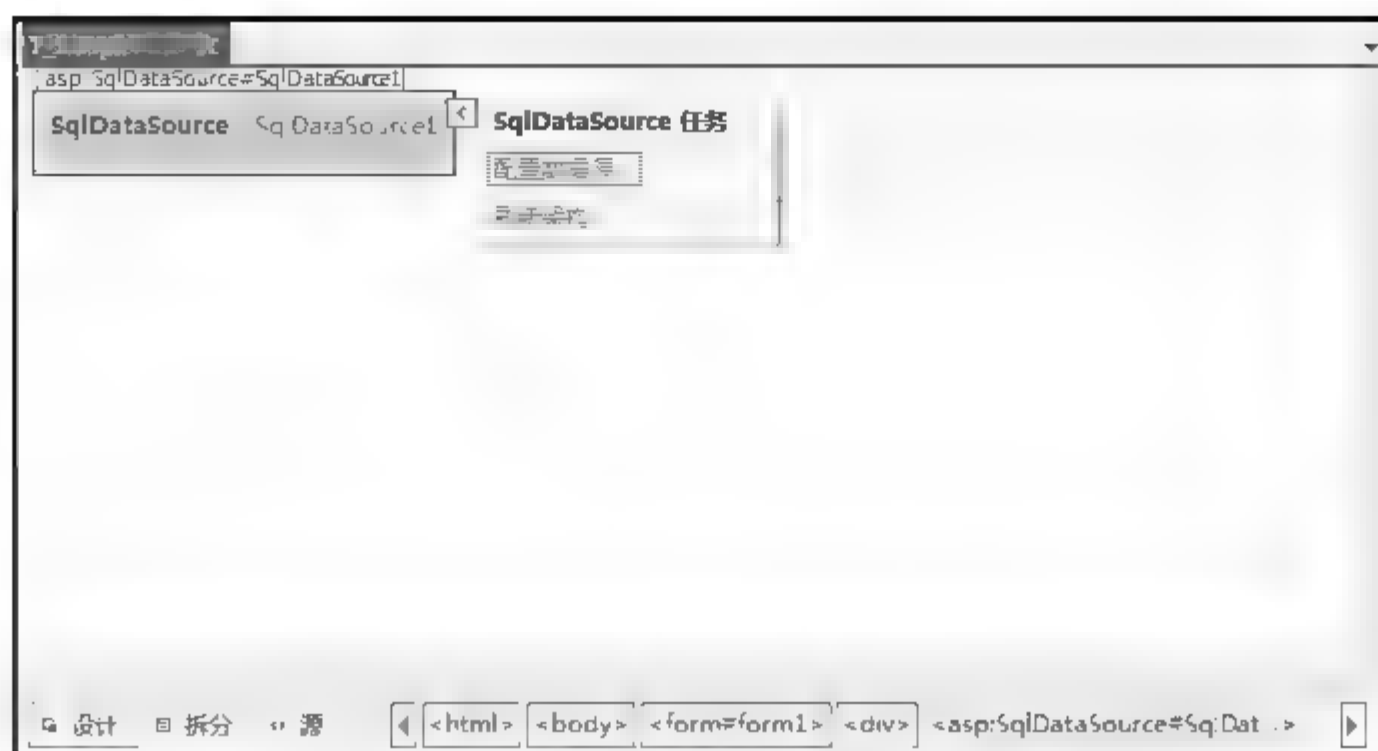 asp SqlDataSource#SqlDataSource1
SqlDataSource SqlDataSource1
SqlDataSource 任务
设计 拆分 源 <html> <body> <form#form1> <div> <asp:SqlDataSource#SqlDat...>